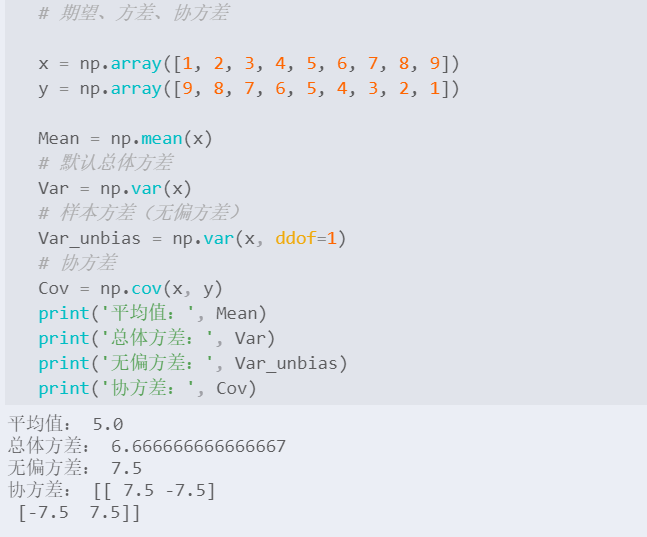 # 期望、方差、协方差
x = np.array([1, 2, 3, 4, 5, 6, 7, 8, 9])
y = np.array([9, 8, 7, 6, 5, 4, 3, 2, 1])
Mean = np.mean(x)
# 默认总体方差
Var = np.var(x)
# 样本方差（无偏方差）
Var_unbias = np.var(x, ddof=1)
# 协方差
Cov = np.cov(x, y)
print('平均值：', Mean)
print('总体方差：', Var)
print('无偏方差：', Var_unbias)
print('协方差：', Cov)
平均值： 5.0
总体方差： 6.666666666666667
无偏方差： 7.5
协方差： [[ 7.5 -7.5]
 [-7.5  7.5]]